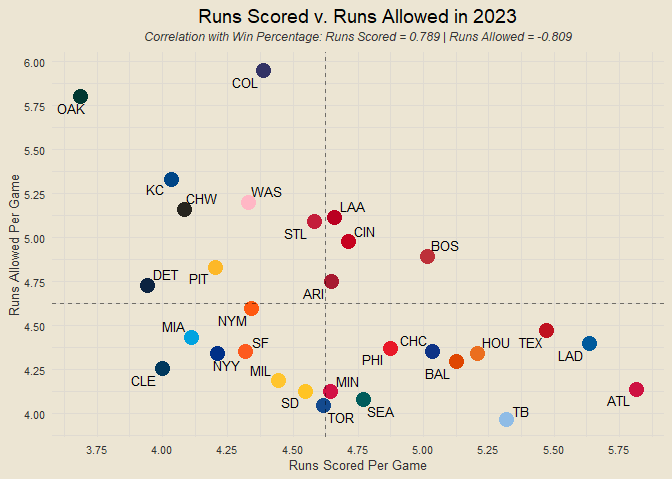 Runs Scored v. Runs Allowed in 2023
Correlation with Win Percentage: Runs Scored = 0.789 | Runs Allowed = -0.809
6.00
COL
5.75
OAK
5.50
KC
CHW
WAS
5.25
LAA
STL
CIN
5.00
BOS
DET
PIT
4.75
ARI
4.50
NYM
MIA
SF
CHC
HOU
TEX
NYY
PHI
LAD
4.25
CLE
MIL
MIN
BAL
SD
ATL
TOR
SEA
TB
4.00
Runs Allowed Per Game
3.75
4.00
4.25
4.50
4.75
5.00
5.25
5.50
5.75
Runs Scored Per Game